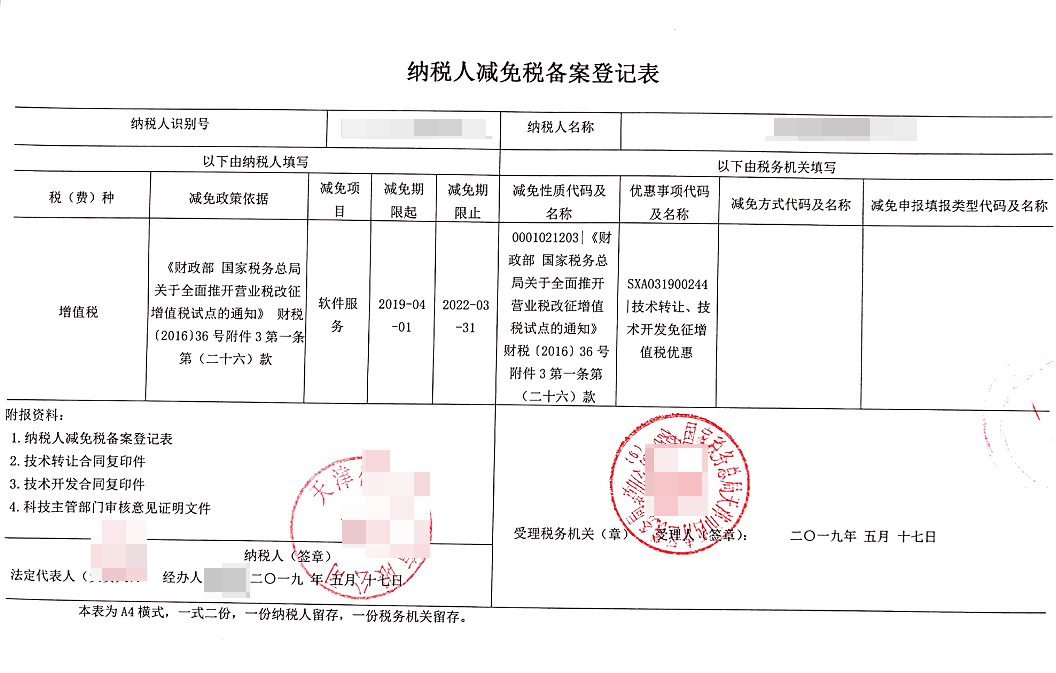 纳税人减免税备案登记表
纳税人识别号
纳税人名称
以下由纳税人填写
以下由税务机关填写
税（费）种
减免政策依据
减免项
目
减免期
限起
减免期
限止
减免性质代码及
名称
优惠事项代码
及名称
减免方式代码及名称
减免申报填报类型代码及名称
增值税
《财政部 国家税务总局
关于全面推开营业税改征
增值税试点的通知》 财税
〔2016〕36 号附件 3 第一条
第（二十六）款
软件服
务
2019-04
-01
2022-03
-31
0001021203|《财
政部 国家税务总
局关于全面推开
营业税改征增值
税试点的通知》
财税〔2016〕36 号
附件 3 第一条第
（二十六）款
SXA031900244
|技术转让、技
术开发免征增
值税优惠
附报资料：
1.纳税人减免税备案登记表
2.技术转让合同复印件
3.技术开发合同复印件
4.科技主管部门审核意见证明文件
天津
有限公司
纳税人（签章）
法定代表人（
经办人
二〇一九 年 五月 十七日
国家税务总局天津市
(6)
受理税务机关（章）
受理人（签章）：
二〇一九年 五月 十七日
本表为 A4 横式，一式二份，一份纳税人留存，一份税务机关留存。